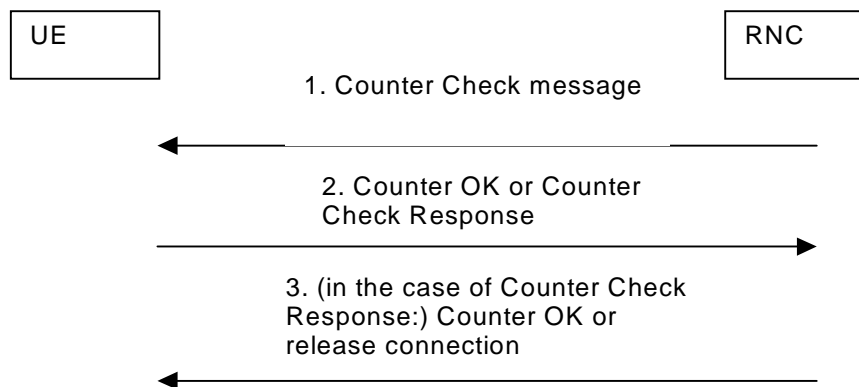 UE
RNC
1. Counter Check message
2. Counter OK or Counter
Check Response
3. (in the case of Counter Check
Response:) Counter OK or
release connection